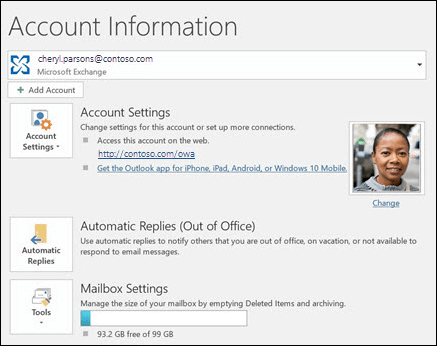 Account Information
cheryl.parsons@contoso.com
Microsoft Exchange
Add Account
Account
Settings
Account Settings
Change settings for this account or set up more connections.
Access this account on the web.
http://contoso.com/owa
Get the Outlook app for iPhone, iPad, Android, or Windows 10 Mobile.
Change
Automatic
Replies
Automatic Replies (Out of Office)
Use automatic replies to notify others that you are out of office, on vacation, or not available to
respond to email messages.
Tools
Mailbox Settings
Manage the size of your mailbox by emptying Deleted Items and archiving.
93.2 GB free of 99 GB